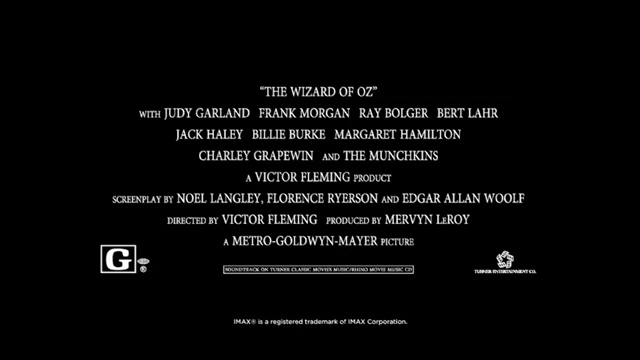 "THE WIZARD OF OZ"
WITH JUDY GARLAND FRANK MORGAN RAY BOLGER BERT LAHR
JACK HALEY BILLIE BURKE MARGARET HAMILTON
CHARLEY GRAPEWIN AND THE MUNCHKINS
A VICTOR FLEMING PRODUCT
SCREENPLAY BY NOEL LANGLEY, FLORENCE RYERSON AND EDGAR ALLAN WOOLF
DIRECTED BY VICTOR FLEMING PRODUCED BY MERVYN LeROY
A METRO-GOLDWYN-MAYER PICTURE
G ®
SOUNDTRACK ON TURNER CLASSIC MOVIES MUSIC/RHINO MOVIE MUSIC CD
TURNER ENTERTAINMENT CO.
IMAX® is a registered trademark of IMAX Corporation.